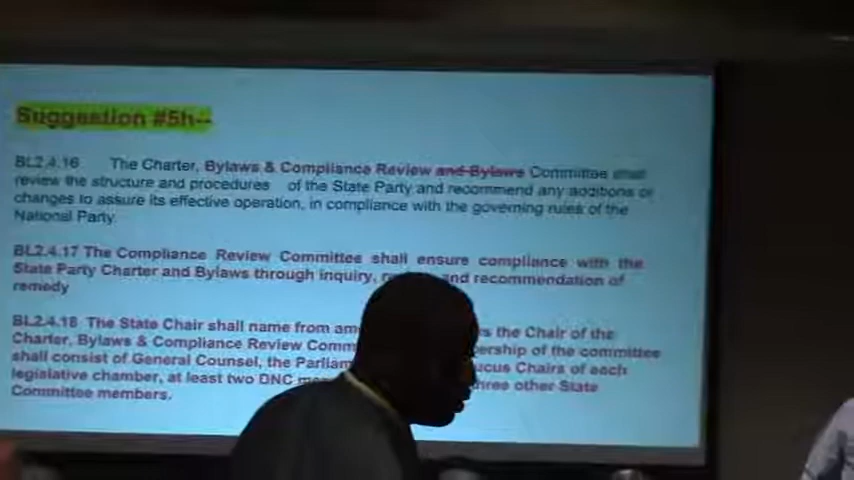 Suggestion #5h--
BL2.4.16 The Charter, Bylaws & Compliance Review and Bylaws Committee shall
review the structure and procedures of the State Party and recommend any additions or
changes to assure its effective operation, in compliance with the governing rules of the
National Party.
BL2.4.17 The Compliance Review Committee shall ensure compliance with the
State Party Charter and Bylaws through inquiry, and recommendation of
remedy
BL2.4.18 The State Chair shall name from the Chair of the
Charter, Bylaws & Compliance Review of the committee
shall consist of General Counsel, the Chairs of each
legislative chamber, at least two DNC three other State
Committee members.